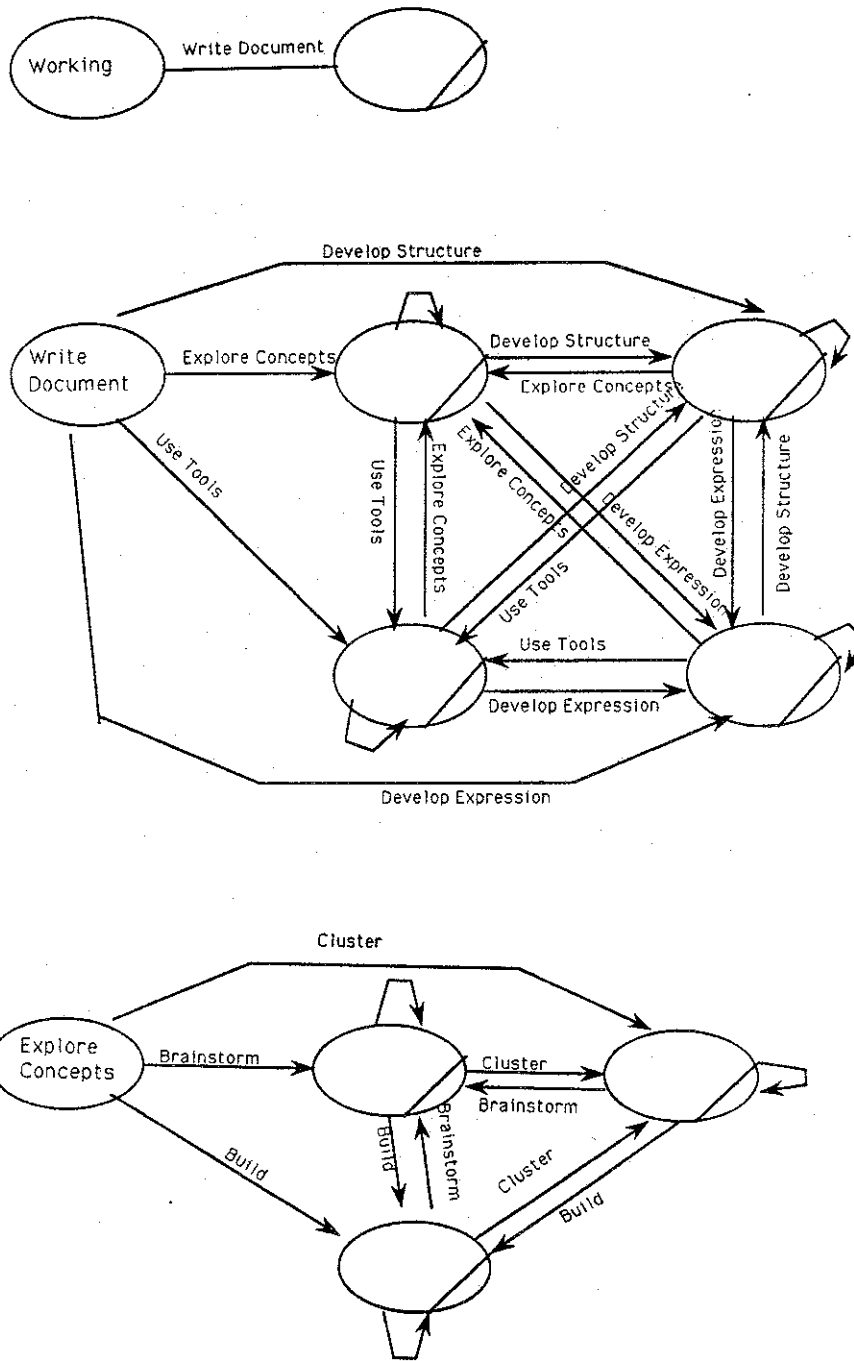 Write Document
Working
Develop Structure
Write
Document
Explore Concepts
Develop Structure
Explore Concepts
Use Tools
Use Tools
Explore Concepts
Explore Concepts
Develop Structure
Develop Expression
Use Tools
Develop Expression
Develop Structure
Use Tools
Develop Expression
Develop Expression
Cluster
Explore
Concepts
Brainstorm
Cluster
Brainstorm
Build
Build
Brainstorm
Cluster
Build